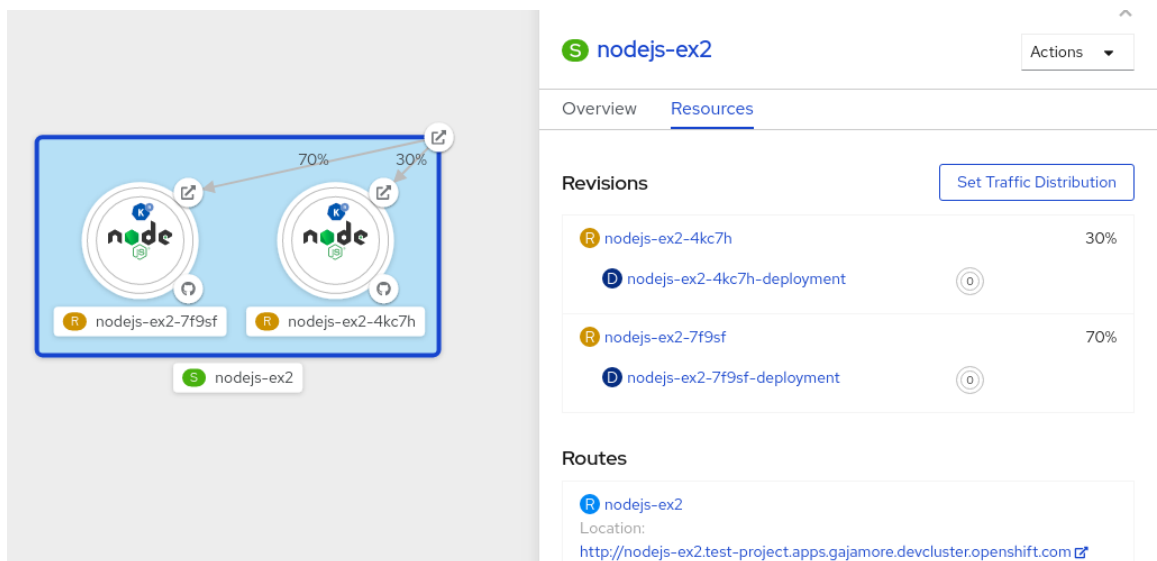 70%
30%
K
node
JS
K
node
JS
R nodejs-ex2-7f9sf
R nodejs-ex2-4kc7h
S nodejs-ex2
S nodejs-ex2
Actions
Overview
Resources
Revisions
Set Traffic Distribution
R nodejs-ex2-4kc7h 30%
D nodejs-ex2-4kc7h-deployment 0
R nodejs-ex2-7f9sf 70%
D nodejs-ex2-7f9sf-deployment 0
Routes
R nodejs-ex2
Location:
http://nodejs-ex2.test-project.apps.gajamore.devcluster.openshift.com